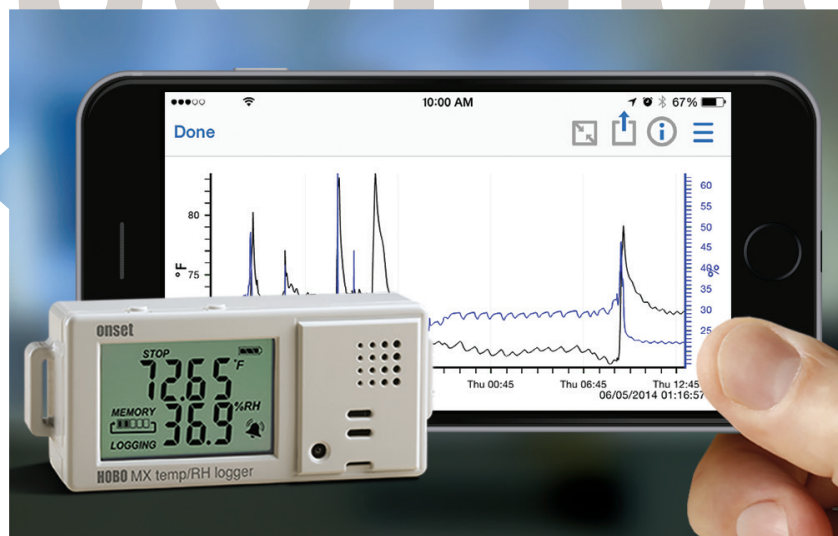 10:00 AM
67%
Done
80
75
°F
60
55
50
45
40
35
30
25
%
Thu 00:45
Thu 06:45
Thu 12:45
06/05/2014 01:16:57
onset
STOP
72.65 °F
MEMORY
36.9 %RH
LOGGING
HOBO MX temp/RH logger